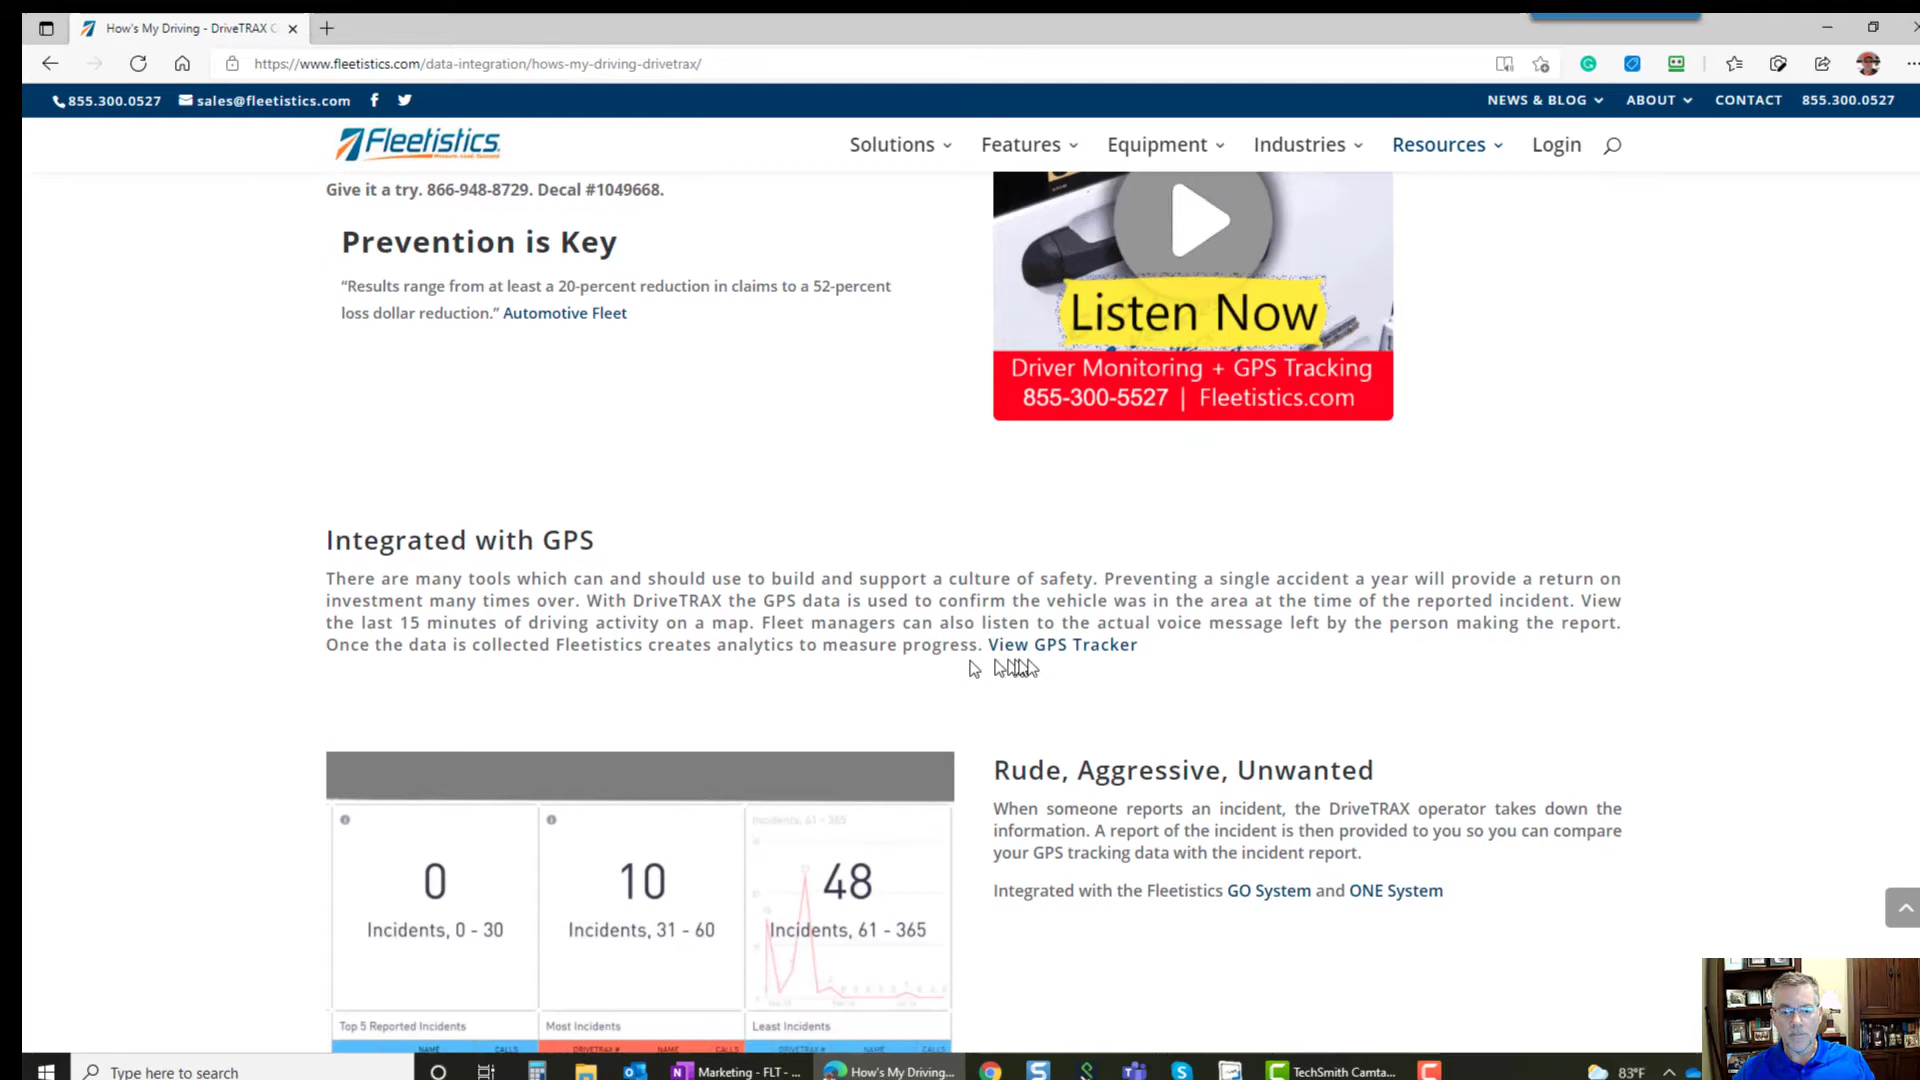 How's My Driving - DriveTRAX C
https://www.fleetistics.com/data-integration/hows-my-driving-drivetrax/
855.300.0527 sales@fleetistics.com
NEWS & BLOG ABOUT CONTACT 855.300.0527
Fleetistics
Solutions Features Equipment Industries Resources Login
Give it a try. 866-948-8729. Decal #1049668.
Prevention is Key
“Results range from at least a 20-percent reduction in claims to a 52-percent
loss dollar reduction.” Automotive Fleet
Listen Now
Driver Monitoring + GPS Tracking
855-300-5527 | Fleetistics.com
Integrated with GPS
There are many tools which can and should use to build and support a culture of safety. Preventing a single accident a year will provide a return on
investment many times over. With DriveTRAX the GPS data is used to confirm the vehicle was in the area at the time of the reported incident. View
the last 15 minutes of driving activity on a map. Fleet managers can also listen to the actual voice message left by the person making the report.
Once the data is collected Fleetistics creates analytics to measure progress. View GPS Tracker
Incidents, 61 - 365
0
Incidents, 0 - 30
10
Incidents, 31 - 60
48
Incidents, 61 - 365
Top 5 Reported Incidents
Most Incidents
Least Incidents
NAME CALLS
DRIVETRAX # NAME CALLS
DRIVETRAX # NAME CALLS
Rude, Aggressive, Unwanted
When someone reports an incident, the DriveTRAX operator takes down the
information. A report of the incident is then provided to you so you can compare
your GPS tracking data with the incident report.
Integrated with the Fleetistics GO System and ONE System
Type here to search
Marketing - FLT - ...
How's My Driving...
TechSmith Camta...
83°F